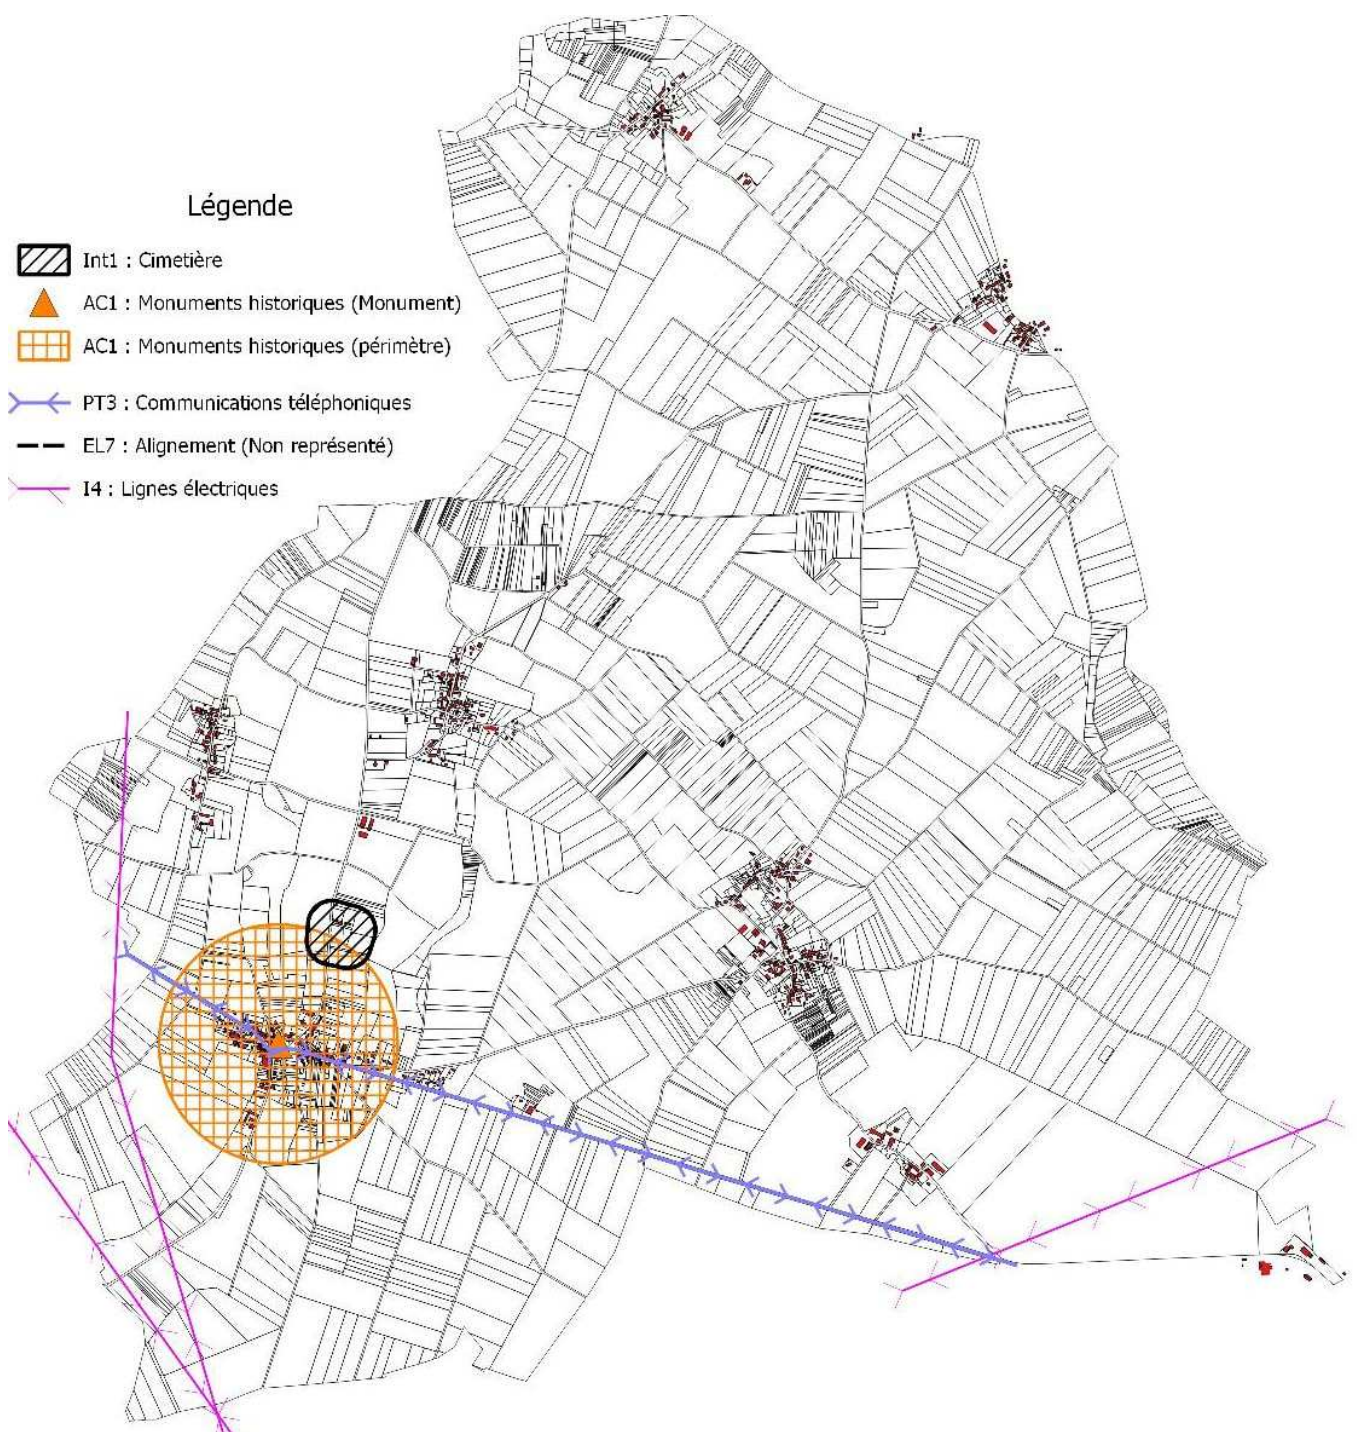 Légende
Int1 : Cimetière
AC1 : Monuments historiques (Monument)
AC1 : Monuments historiques (périmètre)
PT3 : Communications téléphoniques
EL7 : Alignement (Non représenté)
I4 : Lignes électriques